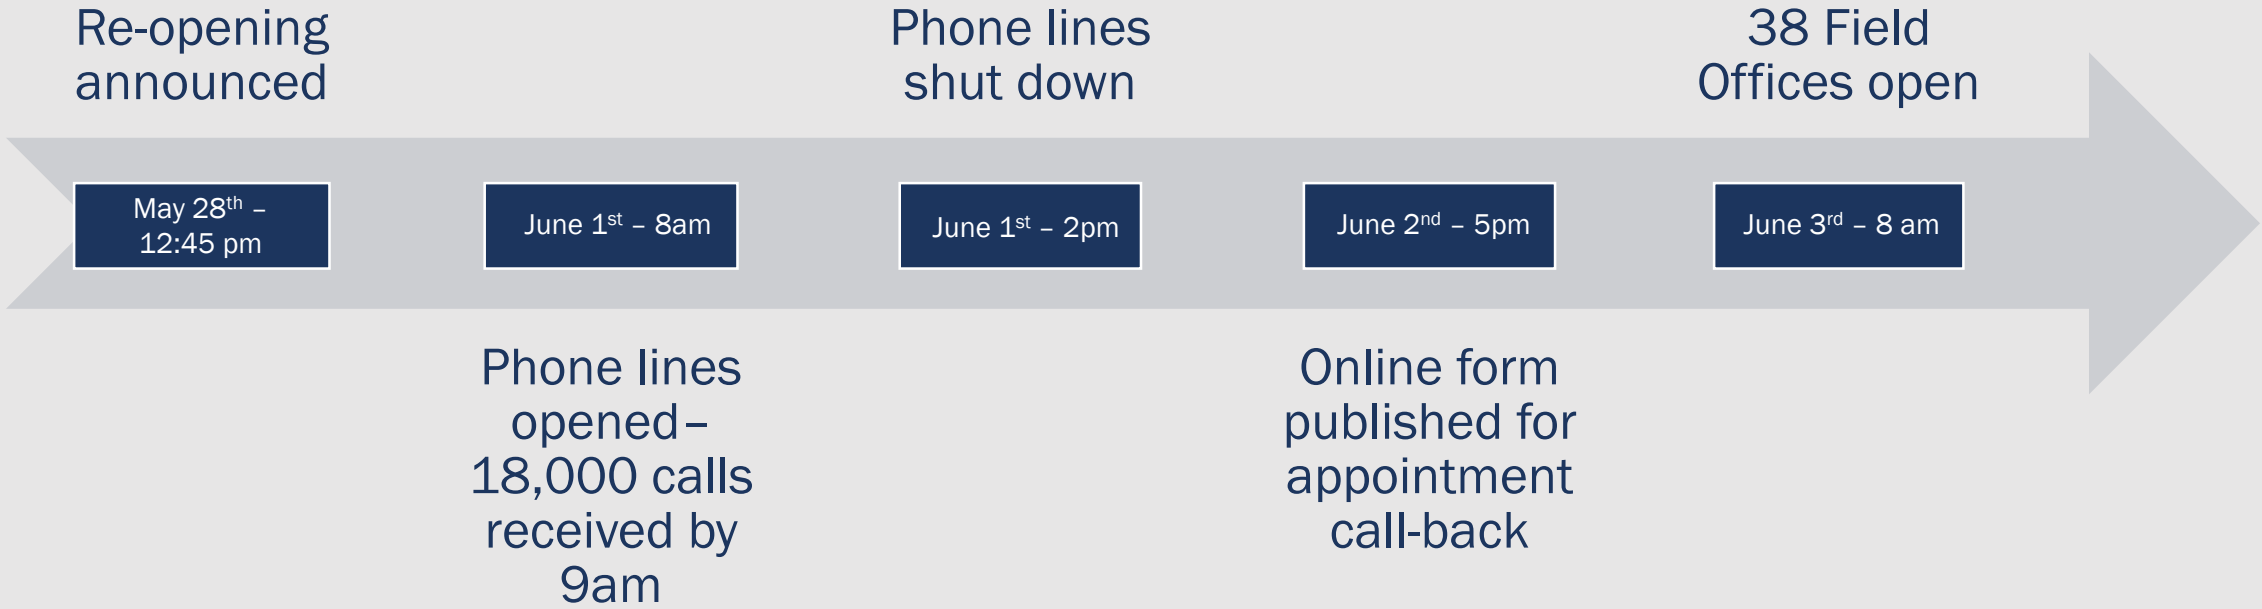 Re-opening
announced
Phone lines
shut down
38 Field
Offices open
May 28th –
12:45 pm
June 1st – 8am
June 1st – 2pm
June 2nd – 5pm
June 3rd – 8 am
Phone lines
opened–
18,000 calls
received by
9am
Online form
published for
appointment
call-back